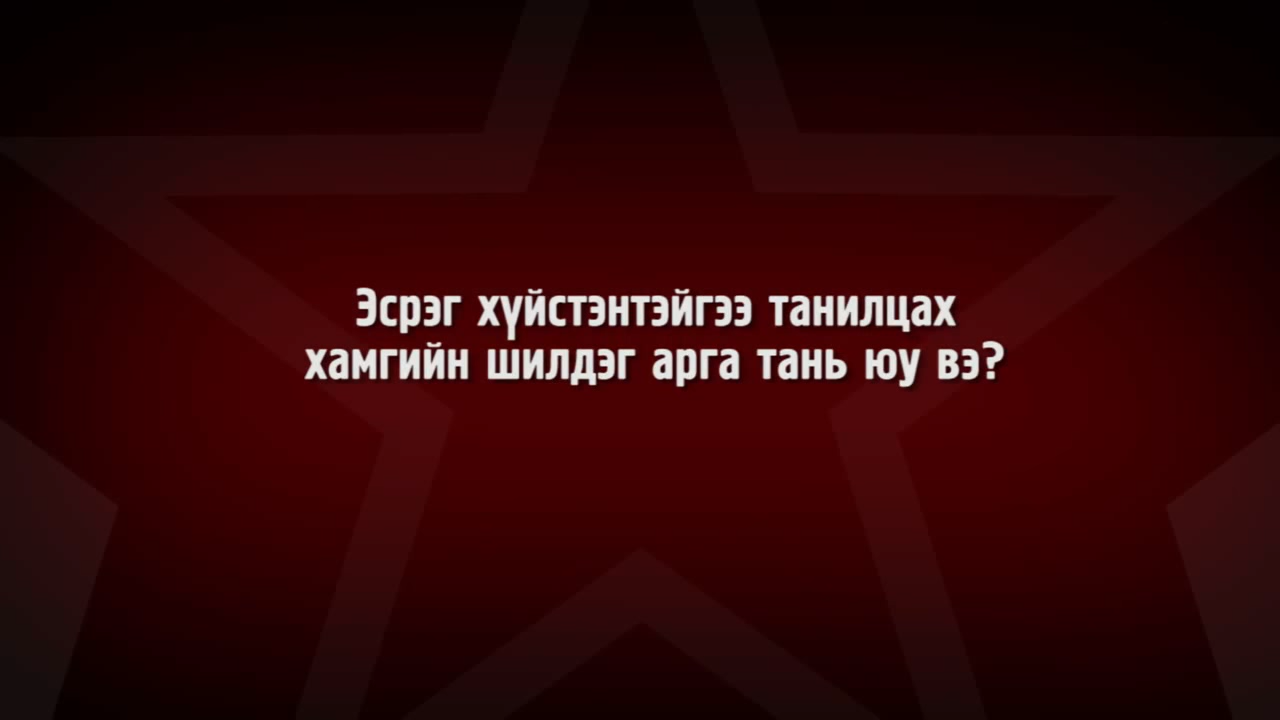 Эсрэг хүйстэнтэйгээ танилцах
хамгийн шилдэг арга тань юу вэ?